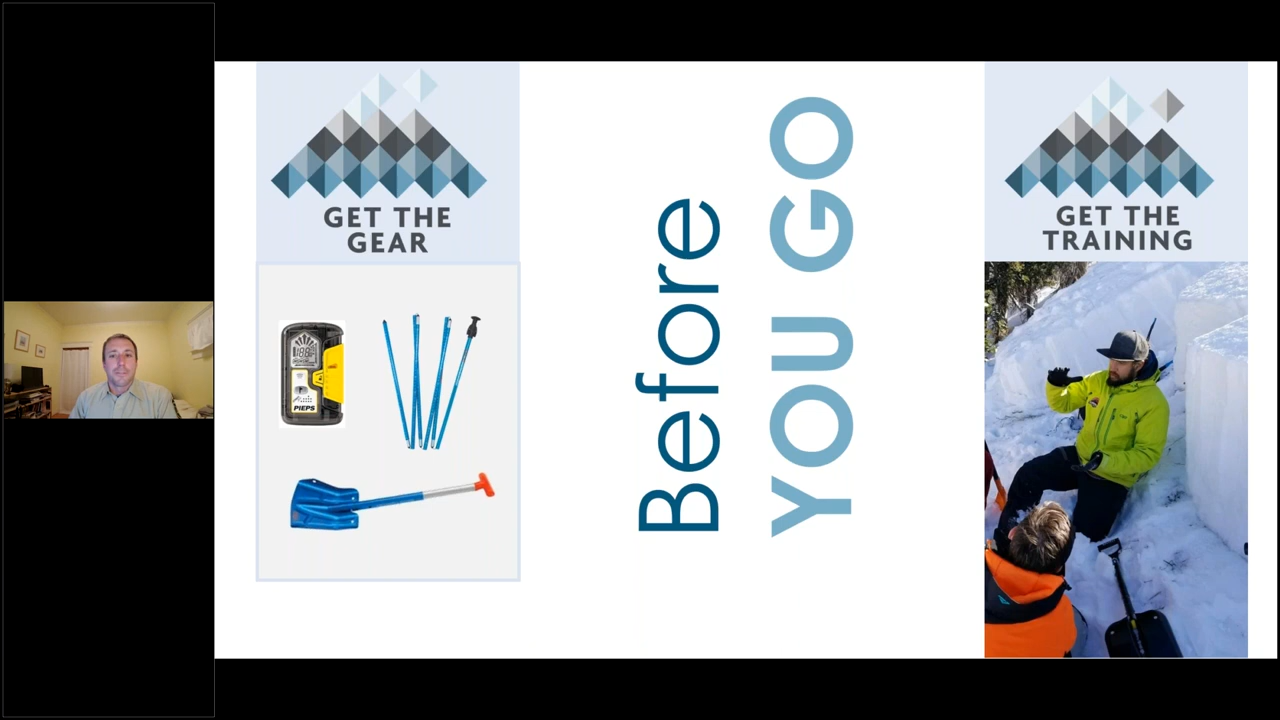 GET THE
GEAR
PIEPS
Before
YOU GO
GET THE
TRAINING